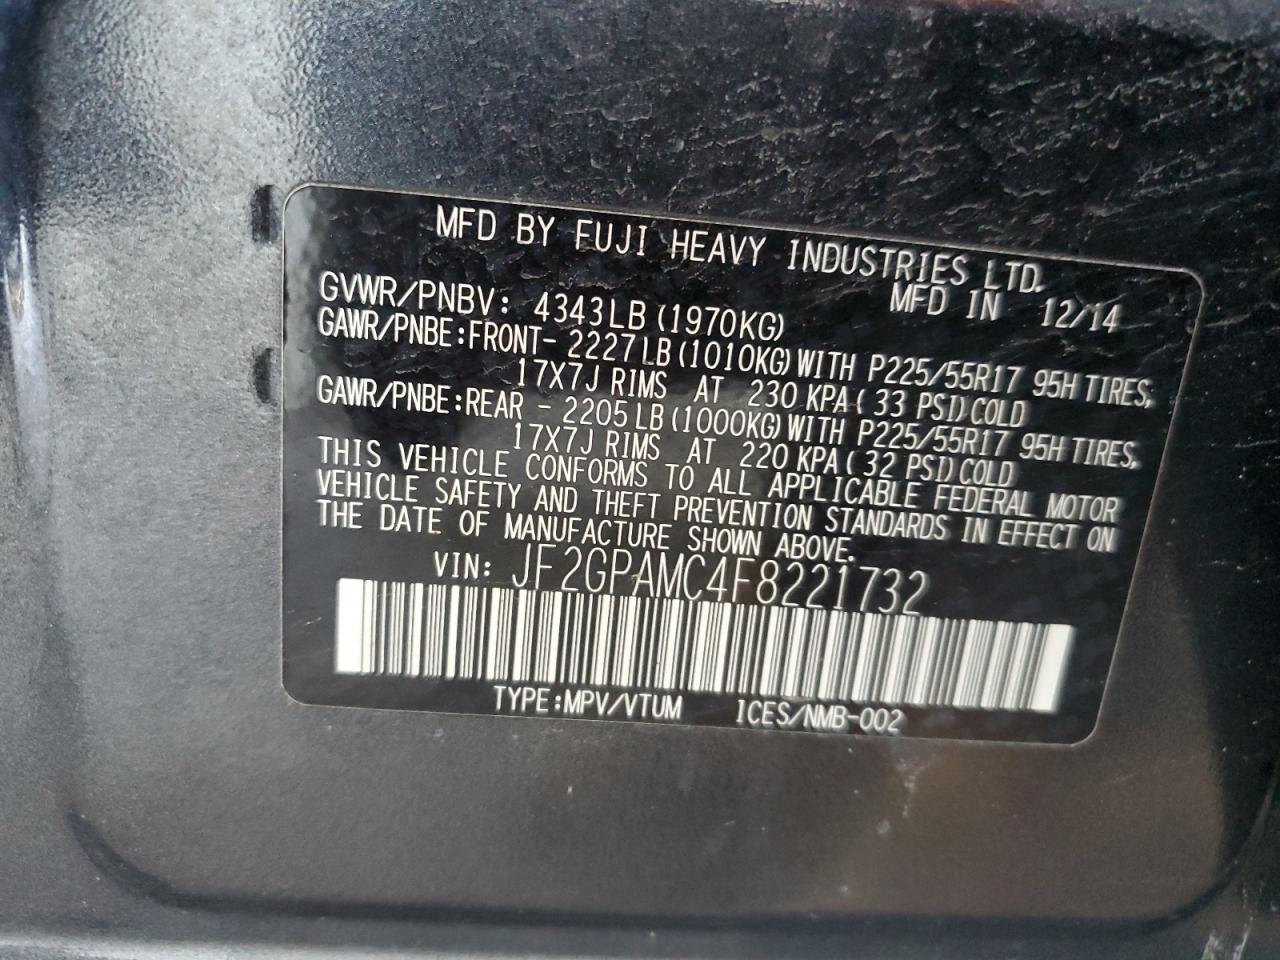 MFD BY FUJI HEAVY INDUSTRIES LTD.
MFD IN 12/14
GVWR/PNBV: 4343LB (1970KG)
GAWR/PNBE:FRONT- 2227LB(1010KG)WITH P225/55R17 95H TIRES,
17X7J RIMS AT 230 KPA( 33 PSI)COLD
GAWR/PNBE:REAR - 2205LB(1000KG)WITH P225/55R17 95H TIRES,
17X7J RIMS AT 220 KPA( 32 PSI)COLD
THIS VEHICLE CONFORMS TO ALL APPLICABLE FEDERAL MOTOR
VEHICLE SAFETY AND THEFT PREVENTION STANDARDS IN EFFECT ON
THE DATE OF MANUFACTURE SHOWN ABOVE.
VIN: JF2GPAMC4F8221732
TYPE:MPV/VTUM ICES/NMB-002